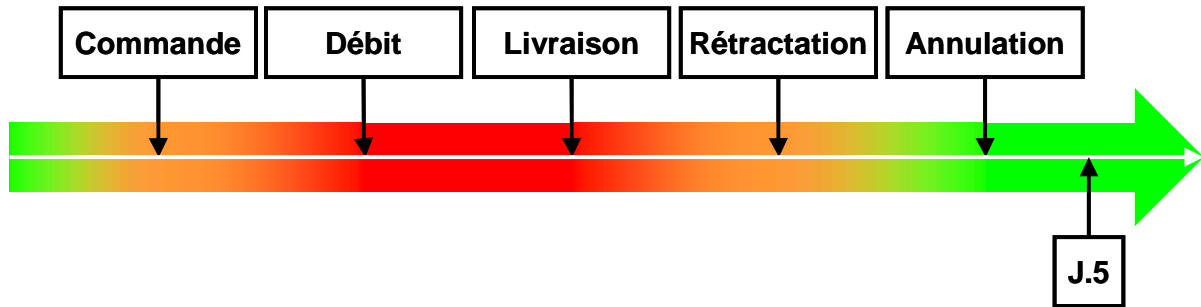 Commande
Débit
Livraison
Rétractation
Annulation
J.5